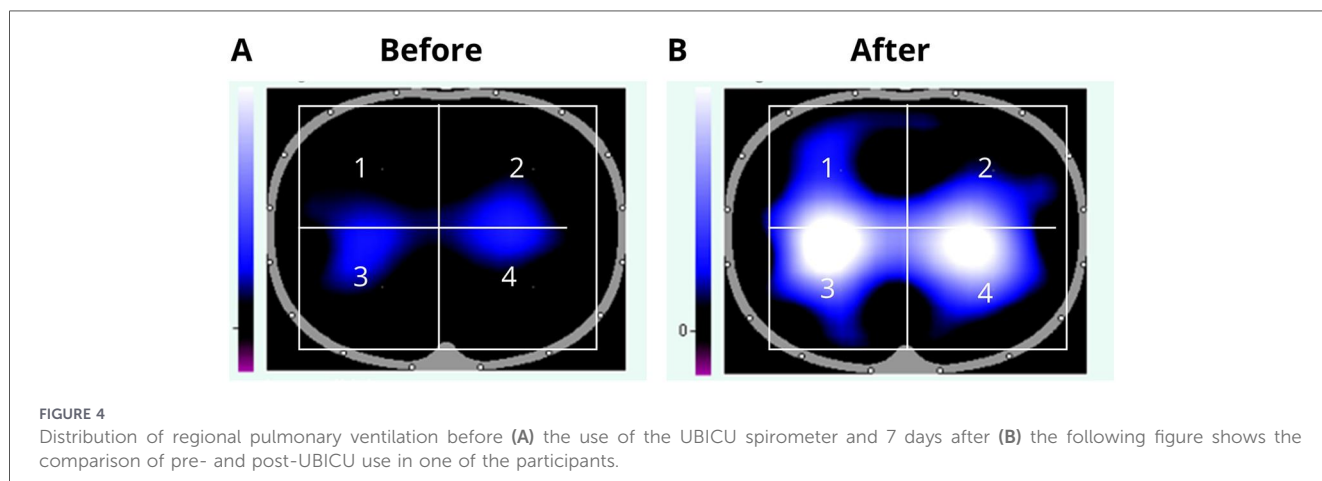 A Before
B After
1 2
3 4
1 2
3 4
0-
FIGURE 4
Distribution of regional pulmonary ventilation before (A) the use of the UBICU spirometer and 7 days after (B) the following figure shows the
comparison of pre- and post-UBICU use in one of the participants.